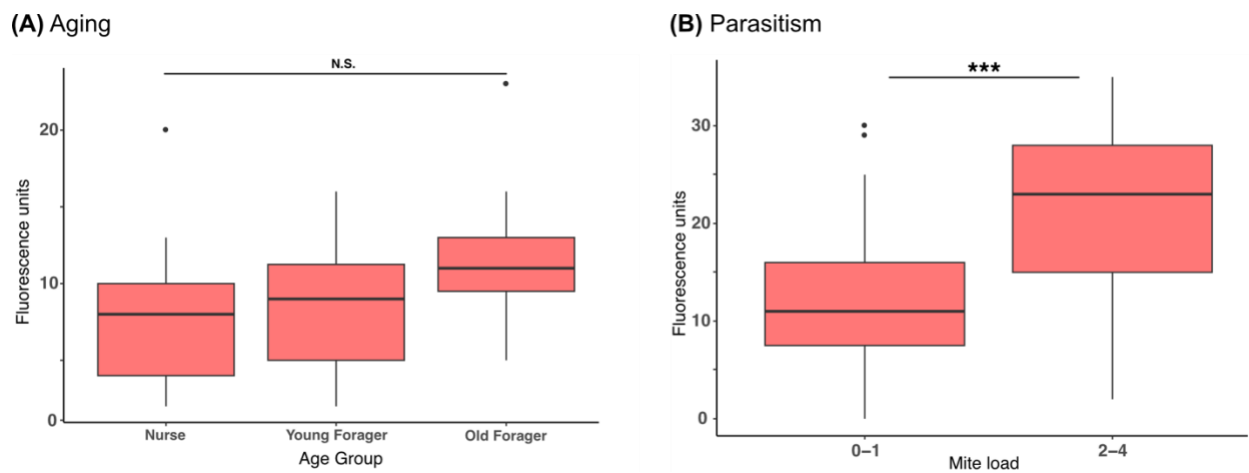 (A) Aging
N.S.
20
10
0
Fluorescence units
Nurse
Young Forager
Old Forager
Age Group
(B) Parasitism
***
30
20
10
0
Fluorescence units
0–1
2–4
Mite load